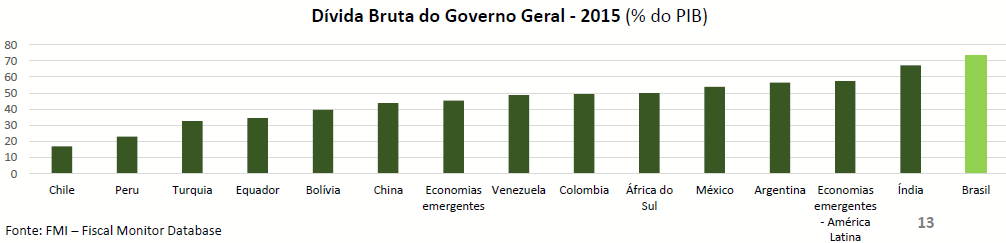 Dívida Bruta do Governo Geral - 2015 (% do PIB)
80
70
60
50
40
30
20
10
0
Chile
Peru
Turquia
Equador
Bolívia
China
Economias
emergentes
Venezuela
Colombia
África do
Sul
México
Argentina
Economias
emergentes
- América
Latina
Índia
Brasil
13
Fonte: FMI – Fiscal Monitor Database